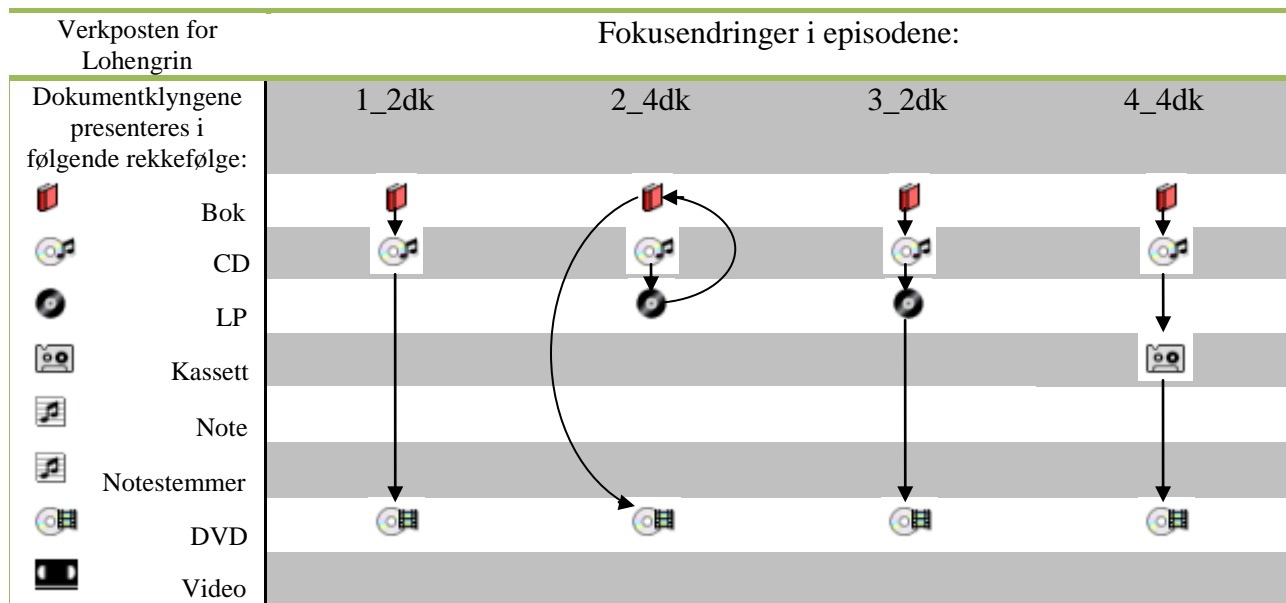 Verkposten for
Lohengrin
Fokusendringer i episodene:
Dokumentklyngene
presenteres i
følgende rekkefølge:
1_2dk 2_4dk 3_2dk 4_4dk
Bok
CD
LP
Kassett
Note
Notestemmer
DVD
Video